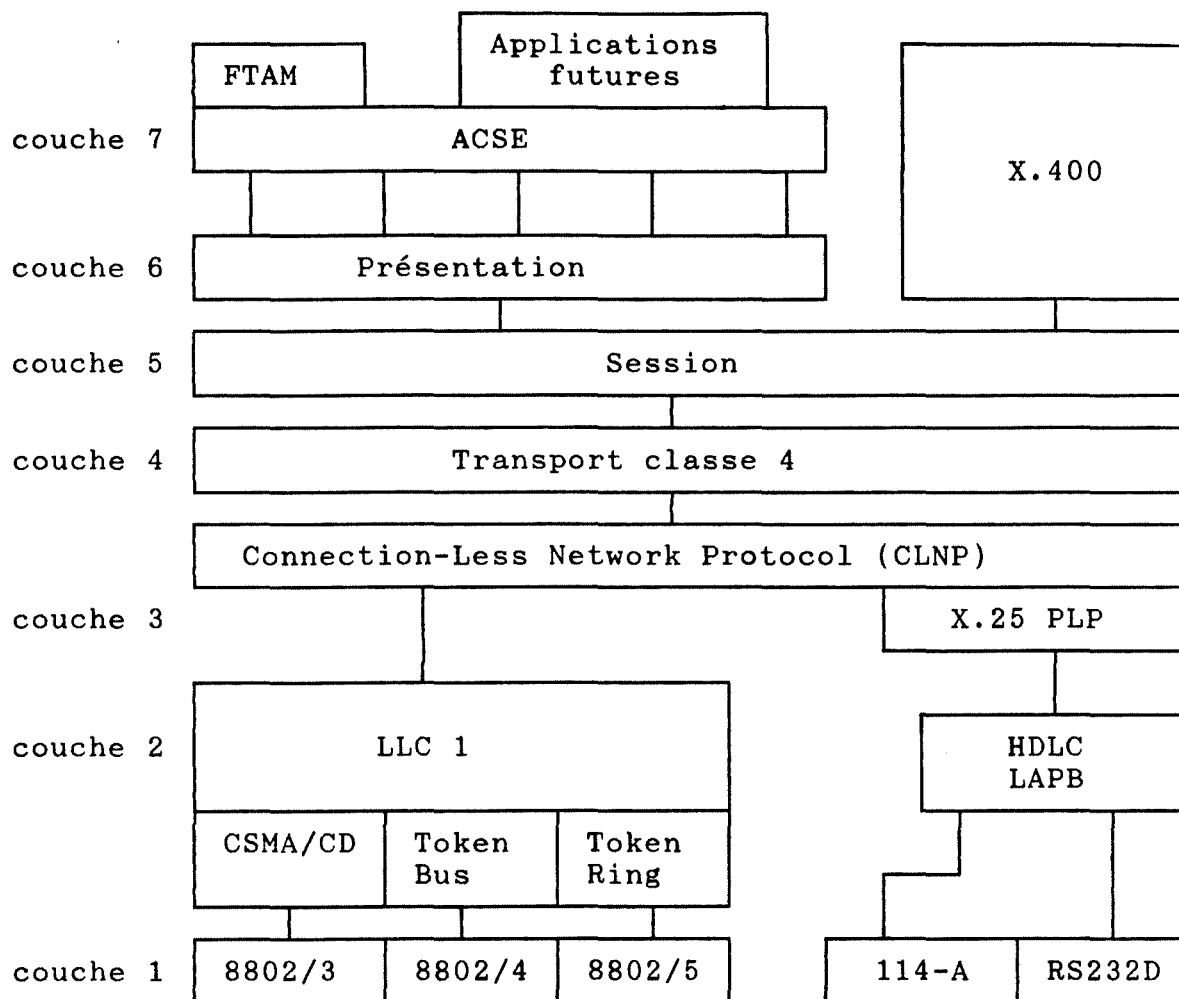 Applications
futures
FTAM
couche 7
ACSE
X.400
couche 6
Présentation
couche 5
Session
couche 4
Transport classe 4
Connection-Less Network Protocol (CLNP)
couche 3
X.25 PLP
couche 2
LLC 1
HDLC
LAPB
CSMA/CD
Token
Bus
Token
Ring
couche 1
8802/3
8802/4
8802/5
114-A
RS232D